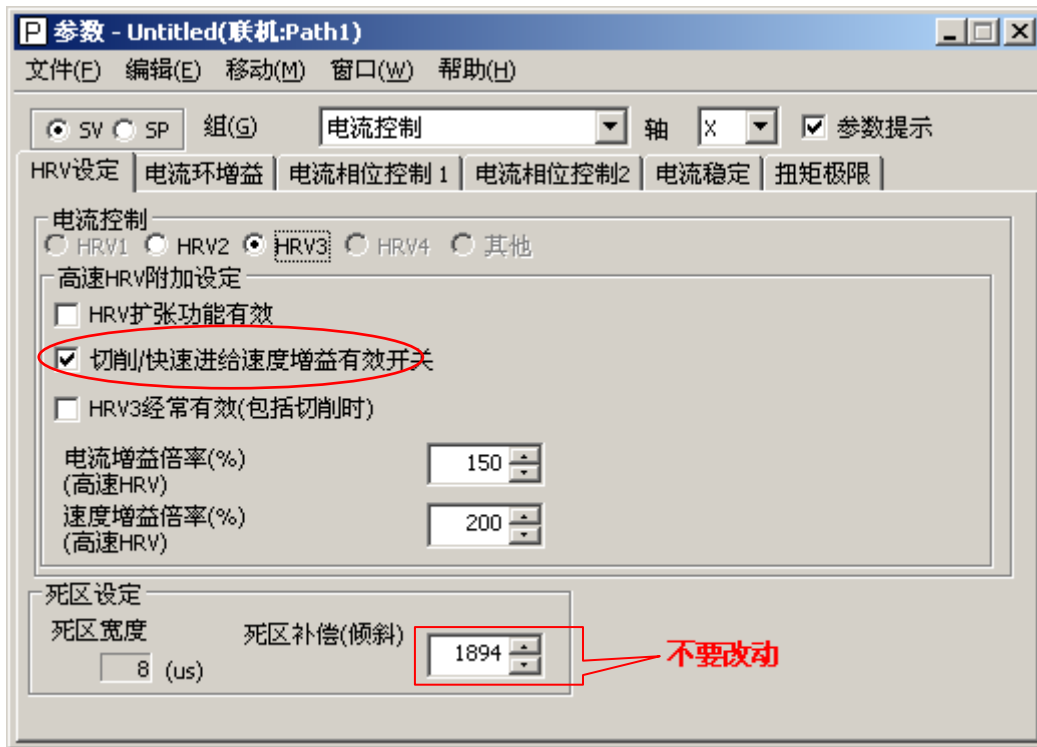 参数 - Untitled(联机:Path1)
文件(F) 编辑(E) 移动(M) 窗口(W) 帮助(H)
SV SP 组(G) 电流控制 轴 X 参数提示
HRV设定 电流环增益 电流相位控制 1 电流相位控制2 电流稳定 扭矩极限
电流控制
HRV1 HRV2 HRV3 HRV4 其他
高速HRV附加设定
HRV扩张功能有效
切削/快速进给速度增益有效开关
HRV3经常有效(包括切削时)
电流增益倍率(%) 150
(高速HRV)
速度增益倍率(%) 200
(高速HRV)
死区设定
死区宽度 死区补偿(倾斜) 1894 不要改动
8 (us)